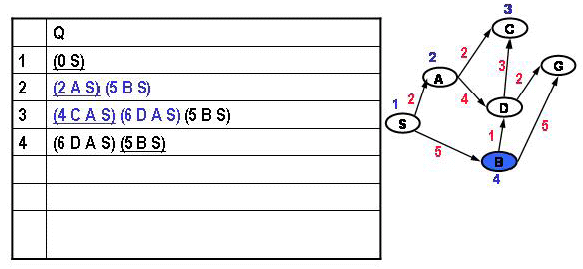 Q
1 (0 S)
2 (2 A S) (5 B S)
3 (4 C A S) (6 D A S) (5 B S)
4 (6 D A S) (5 B S)
3
C
2
2
G
A
3
2
4
D
1
2
S
1
5
5
B
4